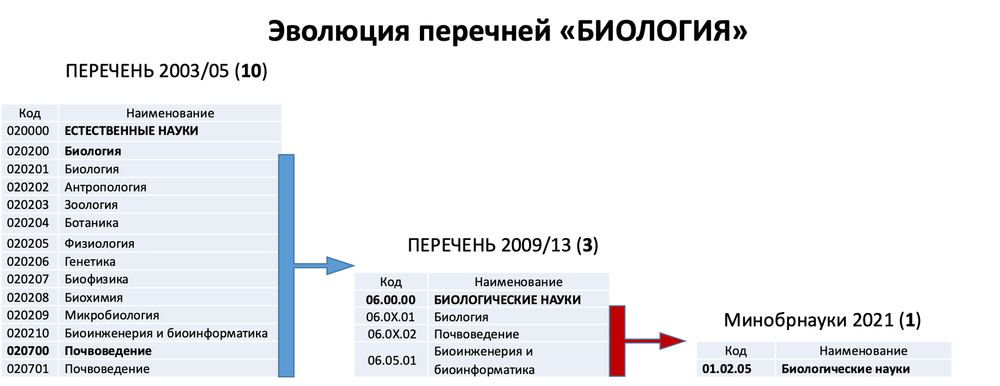 Эволюция перечней «БИОЛОГИЯ»
ПЕРЕЧЕНЬ 2003/05 (10)
Код Наименование
020000 ЕСТЕСТВЕННЫЕ НАУКИ
020200 Биология
020201 Биология
020202 Антропология
020203 Зоология
020204 Ботаника
020205 Физиология
020206 Генетика
020207 Биофизика
020208 Биохимия
020209 Микробиология
020210 Биоинженерия и биоинформатика
020700 Почвоведение
020701 Почвоведение
ПЕРЕЧЕНЬ 2009/13 (3)
Код Наименование
06.00.00 БИОЛОГИЧЕСКИЕ НАУКИ
06.0X.01 Биология
06.0X.02 Почвоведение
06.05.01 Биоинженерия и
биоинформатика
Минобрнауки 2021 (1)
Код Наименование
01.02.05 Биологические науки